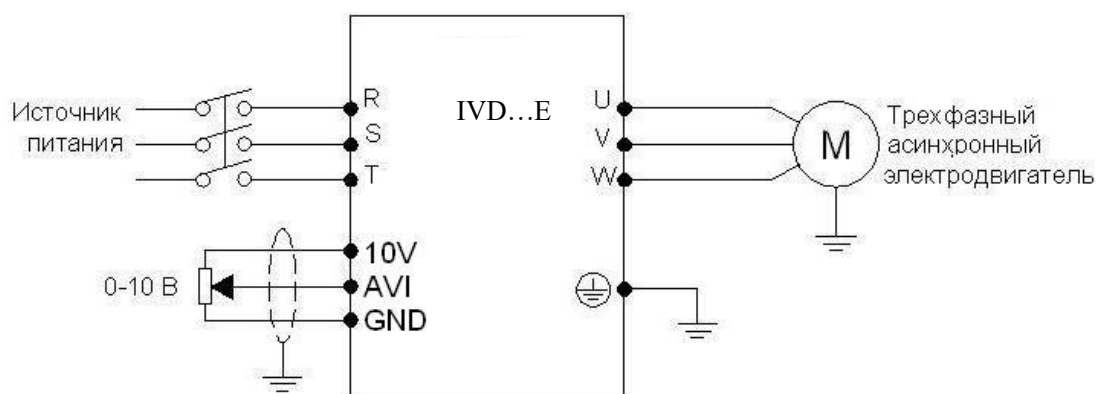 Источник
питания
R
S
T
IVD...E
U
V
W
M
Трехфазный
асинхронный
электродвигатель
0-10 В
10V
AVI
GND